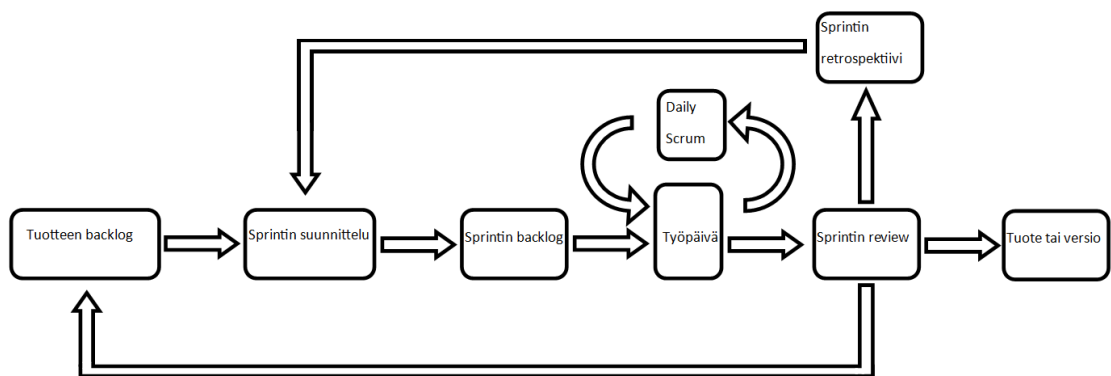 Sprintin
retrospektiivi
Daily
Scrum
Tuotteen backlog
Sprintin suunnittelu
Sprintin backlog
Työpäivä
Sprintin review
Tuote tai versio